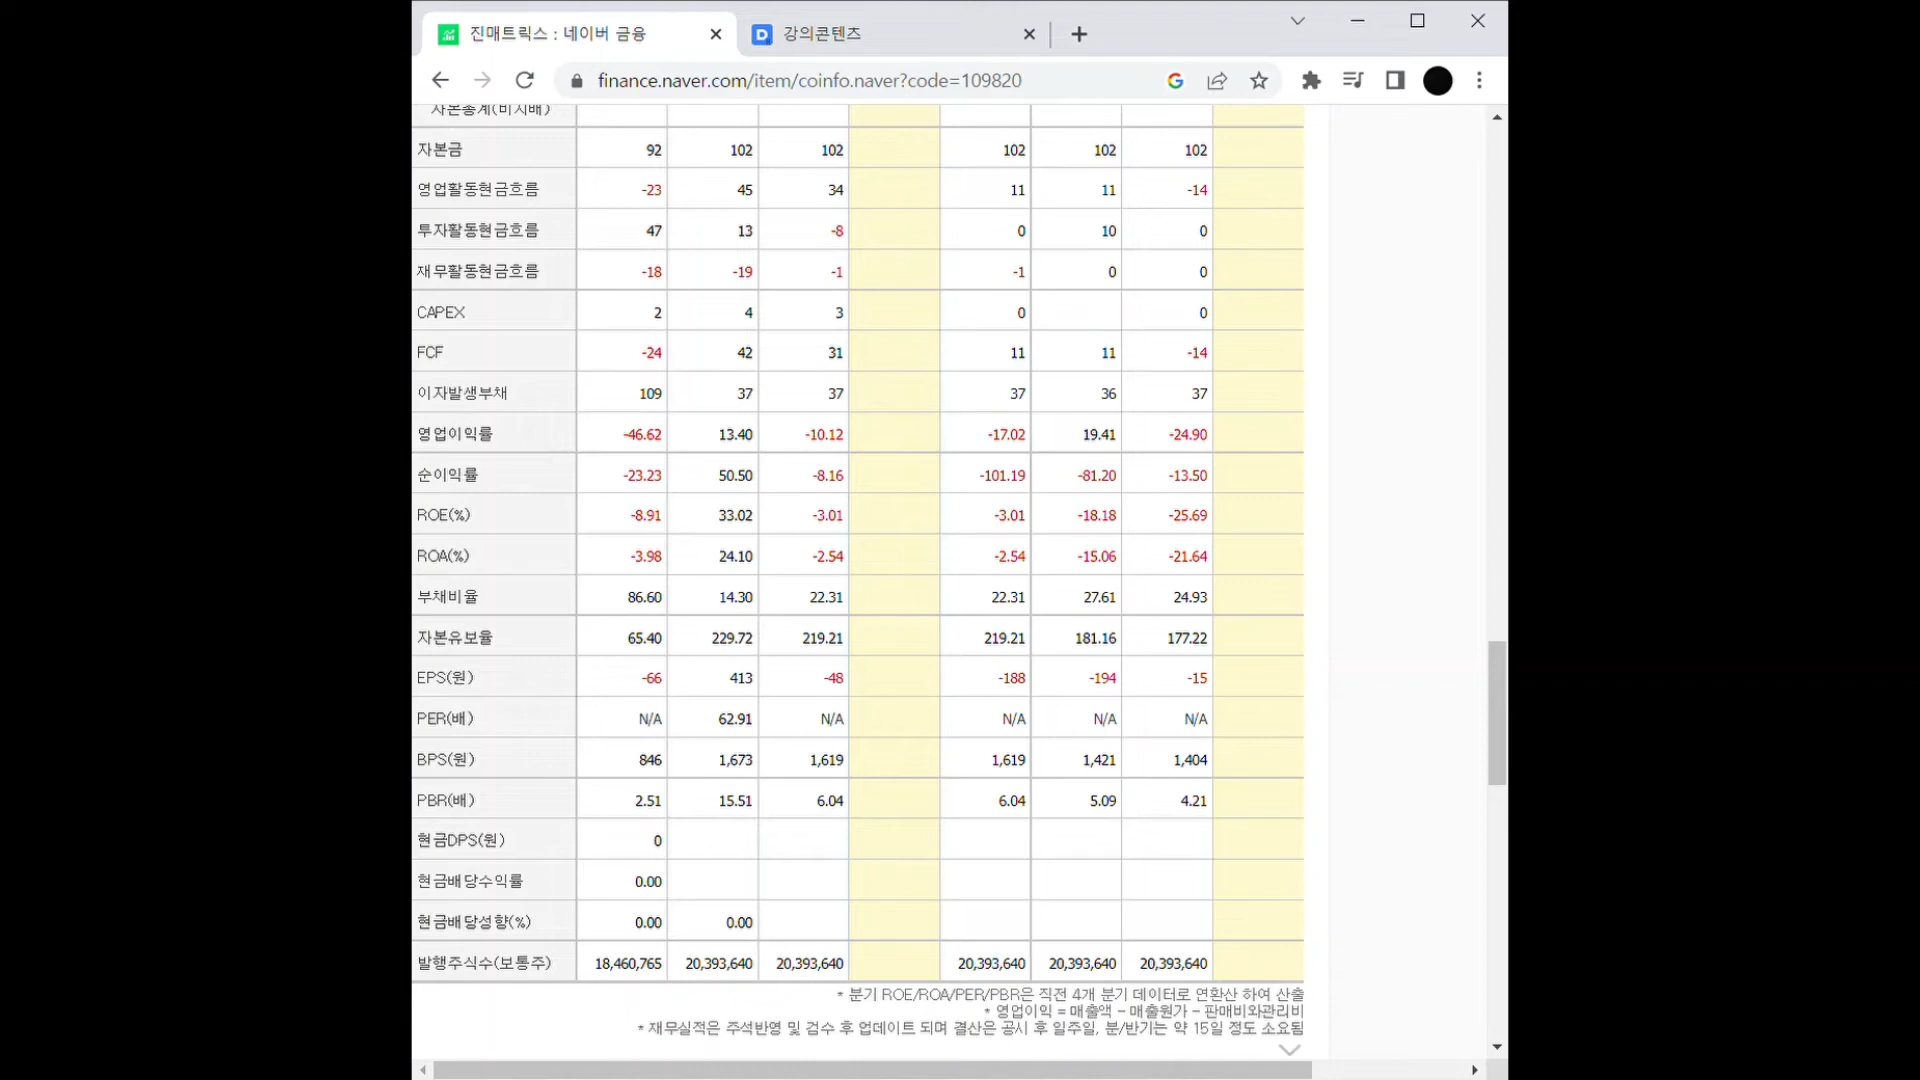 진매트릭스 : 네이버 금융
강의콘텐츠
finance.naver.com/item/coinfo.naver?code=109820
자본총계(비지배)
자본금 92 102 102 102 102 102
영업활동현금흐름 -23 45 34 11 11 -14
투자활동현금흐름 47 13 -8 0 10 0
재무활동현금흐름 -18 -19 -1 -1 0 0
CAPEX 2 4 3 0 0
FCF -24 42 31 11 11 -14
이자발생부채 109 37 37 37 36 37
영업이익률 -46.62 13.40 -10.12 -17.02 19.41 -24.90
순이익률 -23.23 50.50 -8.16 -101.19 -81.20 -13.50
ROE(%) -8.91 33.02 -3.01 -3.01 -18.18 -25.69
ROA(%) -3.98 24.10 -2.54 -2.54 -15.06 -21.64
부채비율 86.60 14.30 22.31 22.31 27.61 24.93
자본유보율 65.40 229.72 219.21 219.21 181.16 177.22
EPS(원) -66 413 -48 -188 -194 -15
PER(배) N/A 62.91 N/A N/A N/A N/A
BPS(원) 846 1,673 1,619 1,619 1,421 1,404
PBR(배) 2.51 15.51 6.04 6.04 5.09 4.21
현금DPS(원) 0
현금배당수익률 0.00
현금배당성향(%) 0.00 0.00
발행주식수(보통주) 18,460,765 20,393,640 20,393,640 20,393,640 20,393,640 20,393,640
* 분기 ROE/ROA/PER/PBR은 직전 4개 분기 데이터로 연환산 하여 산출
* 영업이익 = 매출액 - 매출원가 - 판매비와관리비
* 재무실적은 주석반영 및 검수 후 업데이트 되며 결산은 공시 후 일주일, 분/반기는 약 15일 정도 소요됨